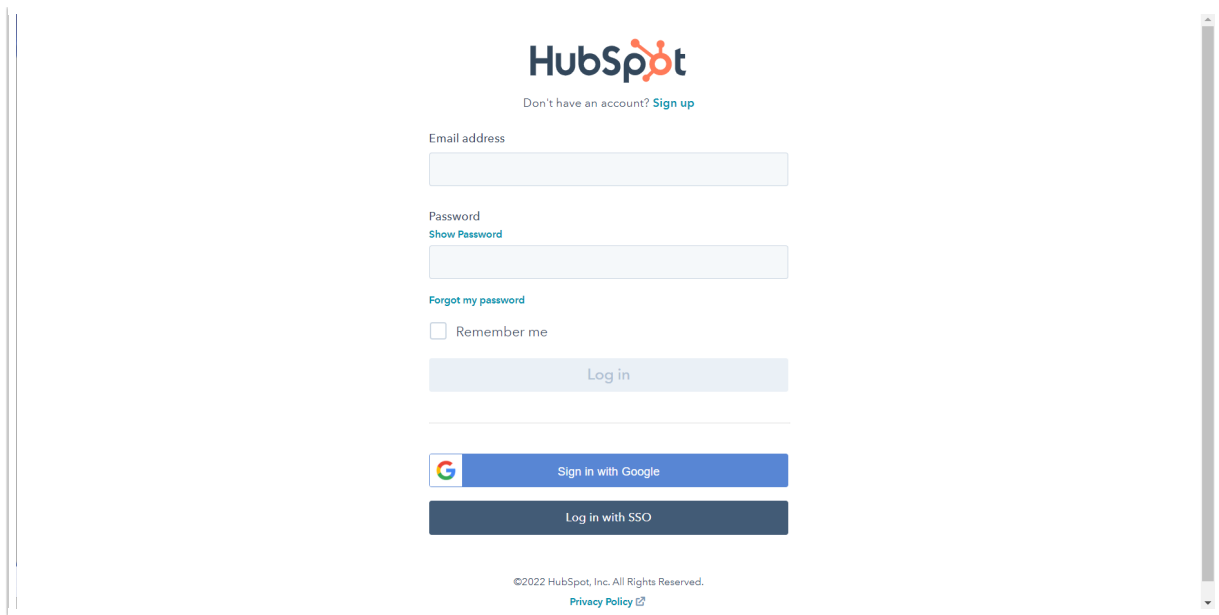 HubSpot
Don't have an account? Sign up
Email address
Password
Show Password
Forgot my password
Remember me
Log in
Sign in with Google
Log in with SSO
©2022 HubSpot, Inc. All Rights Reserved.
Privacy Policy